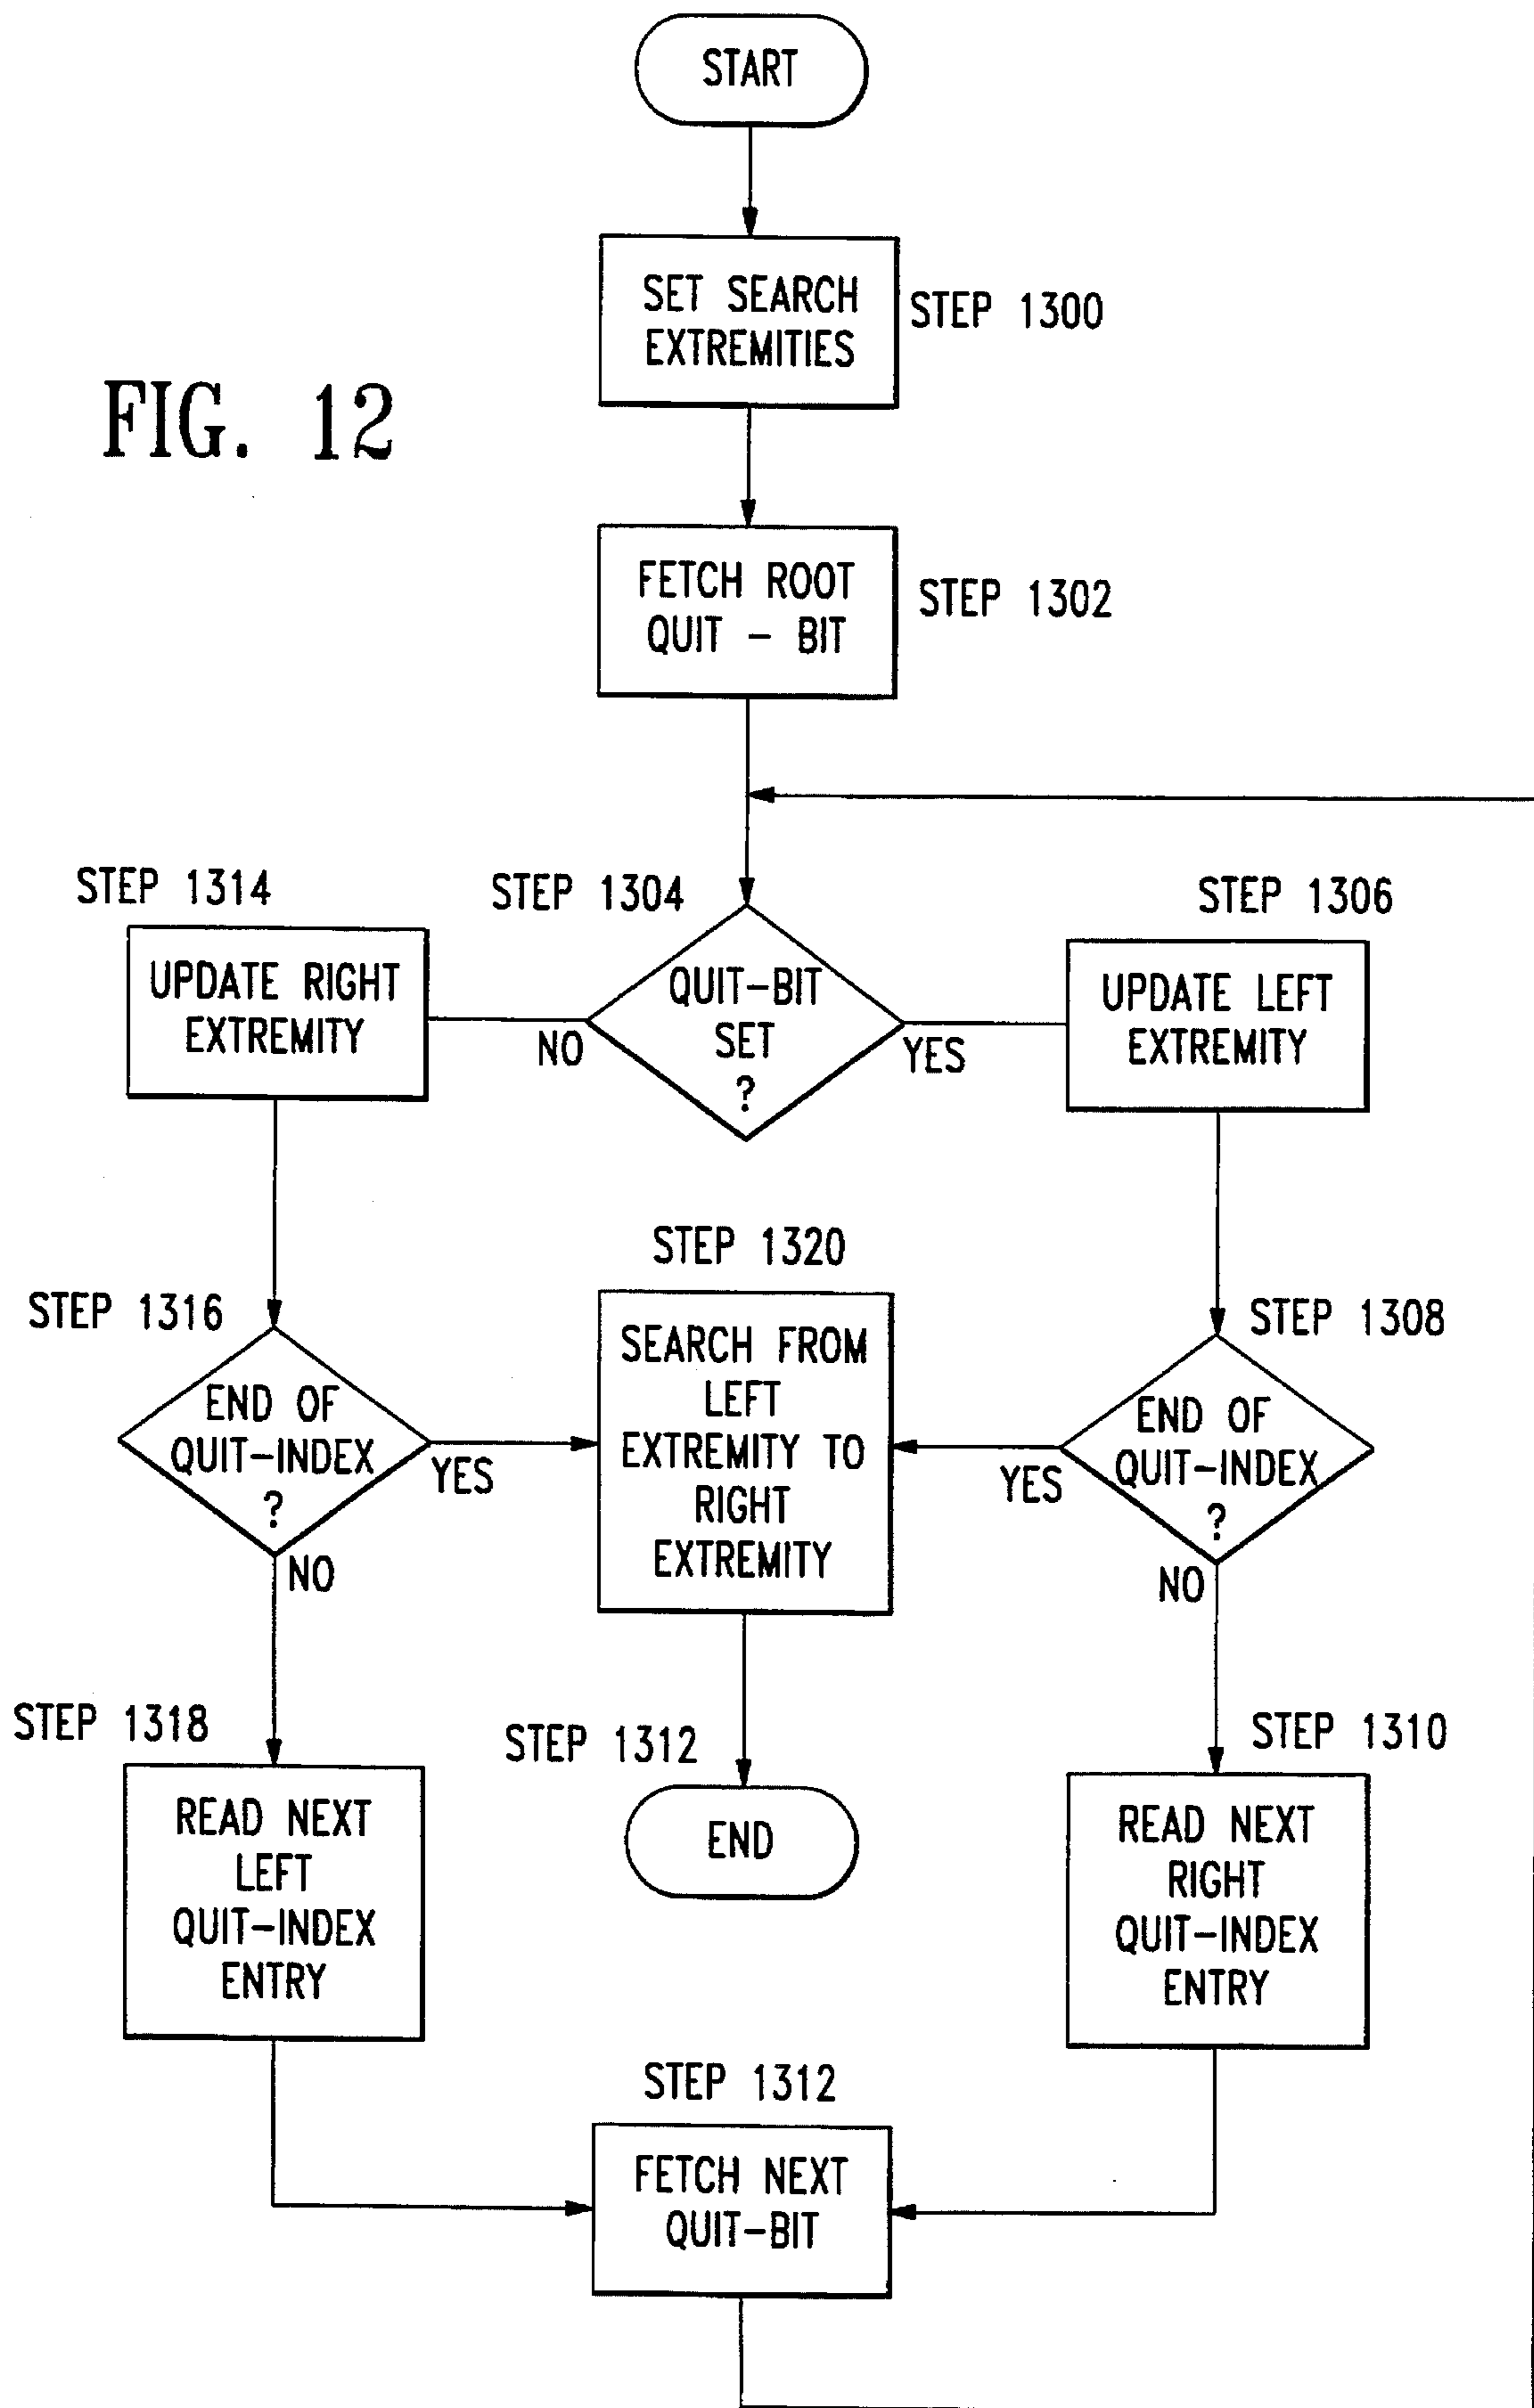 START
SET SEARCH
EXTREMITIES
STEP 1300
FIG. 12
FETCH ROOT
QUIT - BIT
STEP 1302
STEP 1314
STEP 1304
STEP 1306
UPDATE RIGHT
EXTREMITY
QUIT-BIT
SET
?
NO
YES
UPDATE LEFT
EXTREMITY
STEP 1320
STEP 1316
STEP 1308
END OF
QUIT-INDEX
?
YES
NO
SEARCH FROM
LEFT
EXTREMITY TO
RIGHT
EXTREMITY
END OF
QUIT-INDEX
?
YES
NO
STEP 1318
STEP 1312
STEP 1310
READ NEXT
LEFT
QUIT-INDEX
ENTRY
END
READ NEXT
RIGHT
QUIT-INDEX
ENTRY
STEP 1312
FETCH NEXT
QUIT-BIT